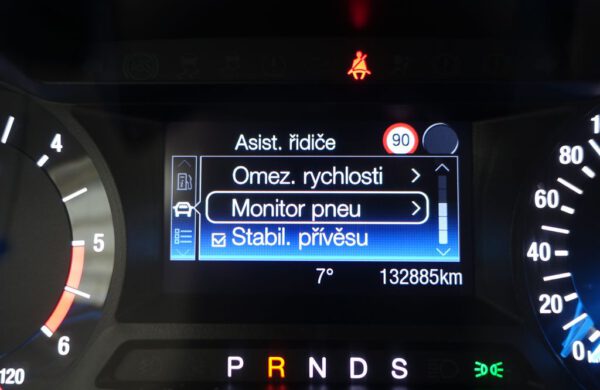 Asist. řidiče 90
Omez. rychlosti >
Monitor pneu >
Stabil. přívěsu
7° 132885km
P R N D S
4
5
6
120
80
60
40
20
0